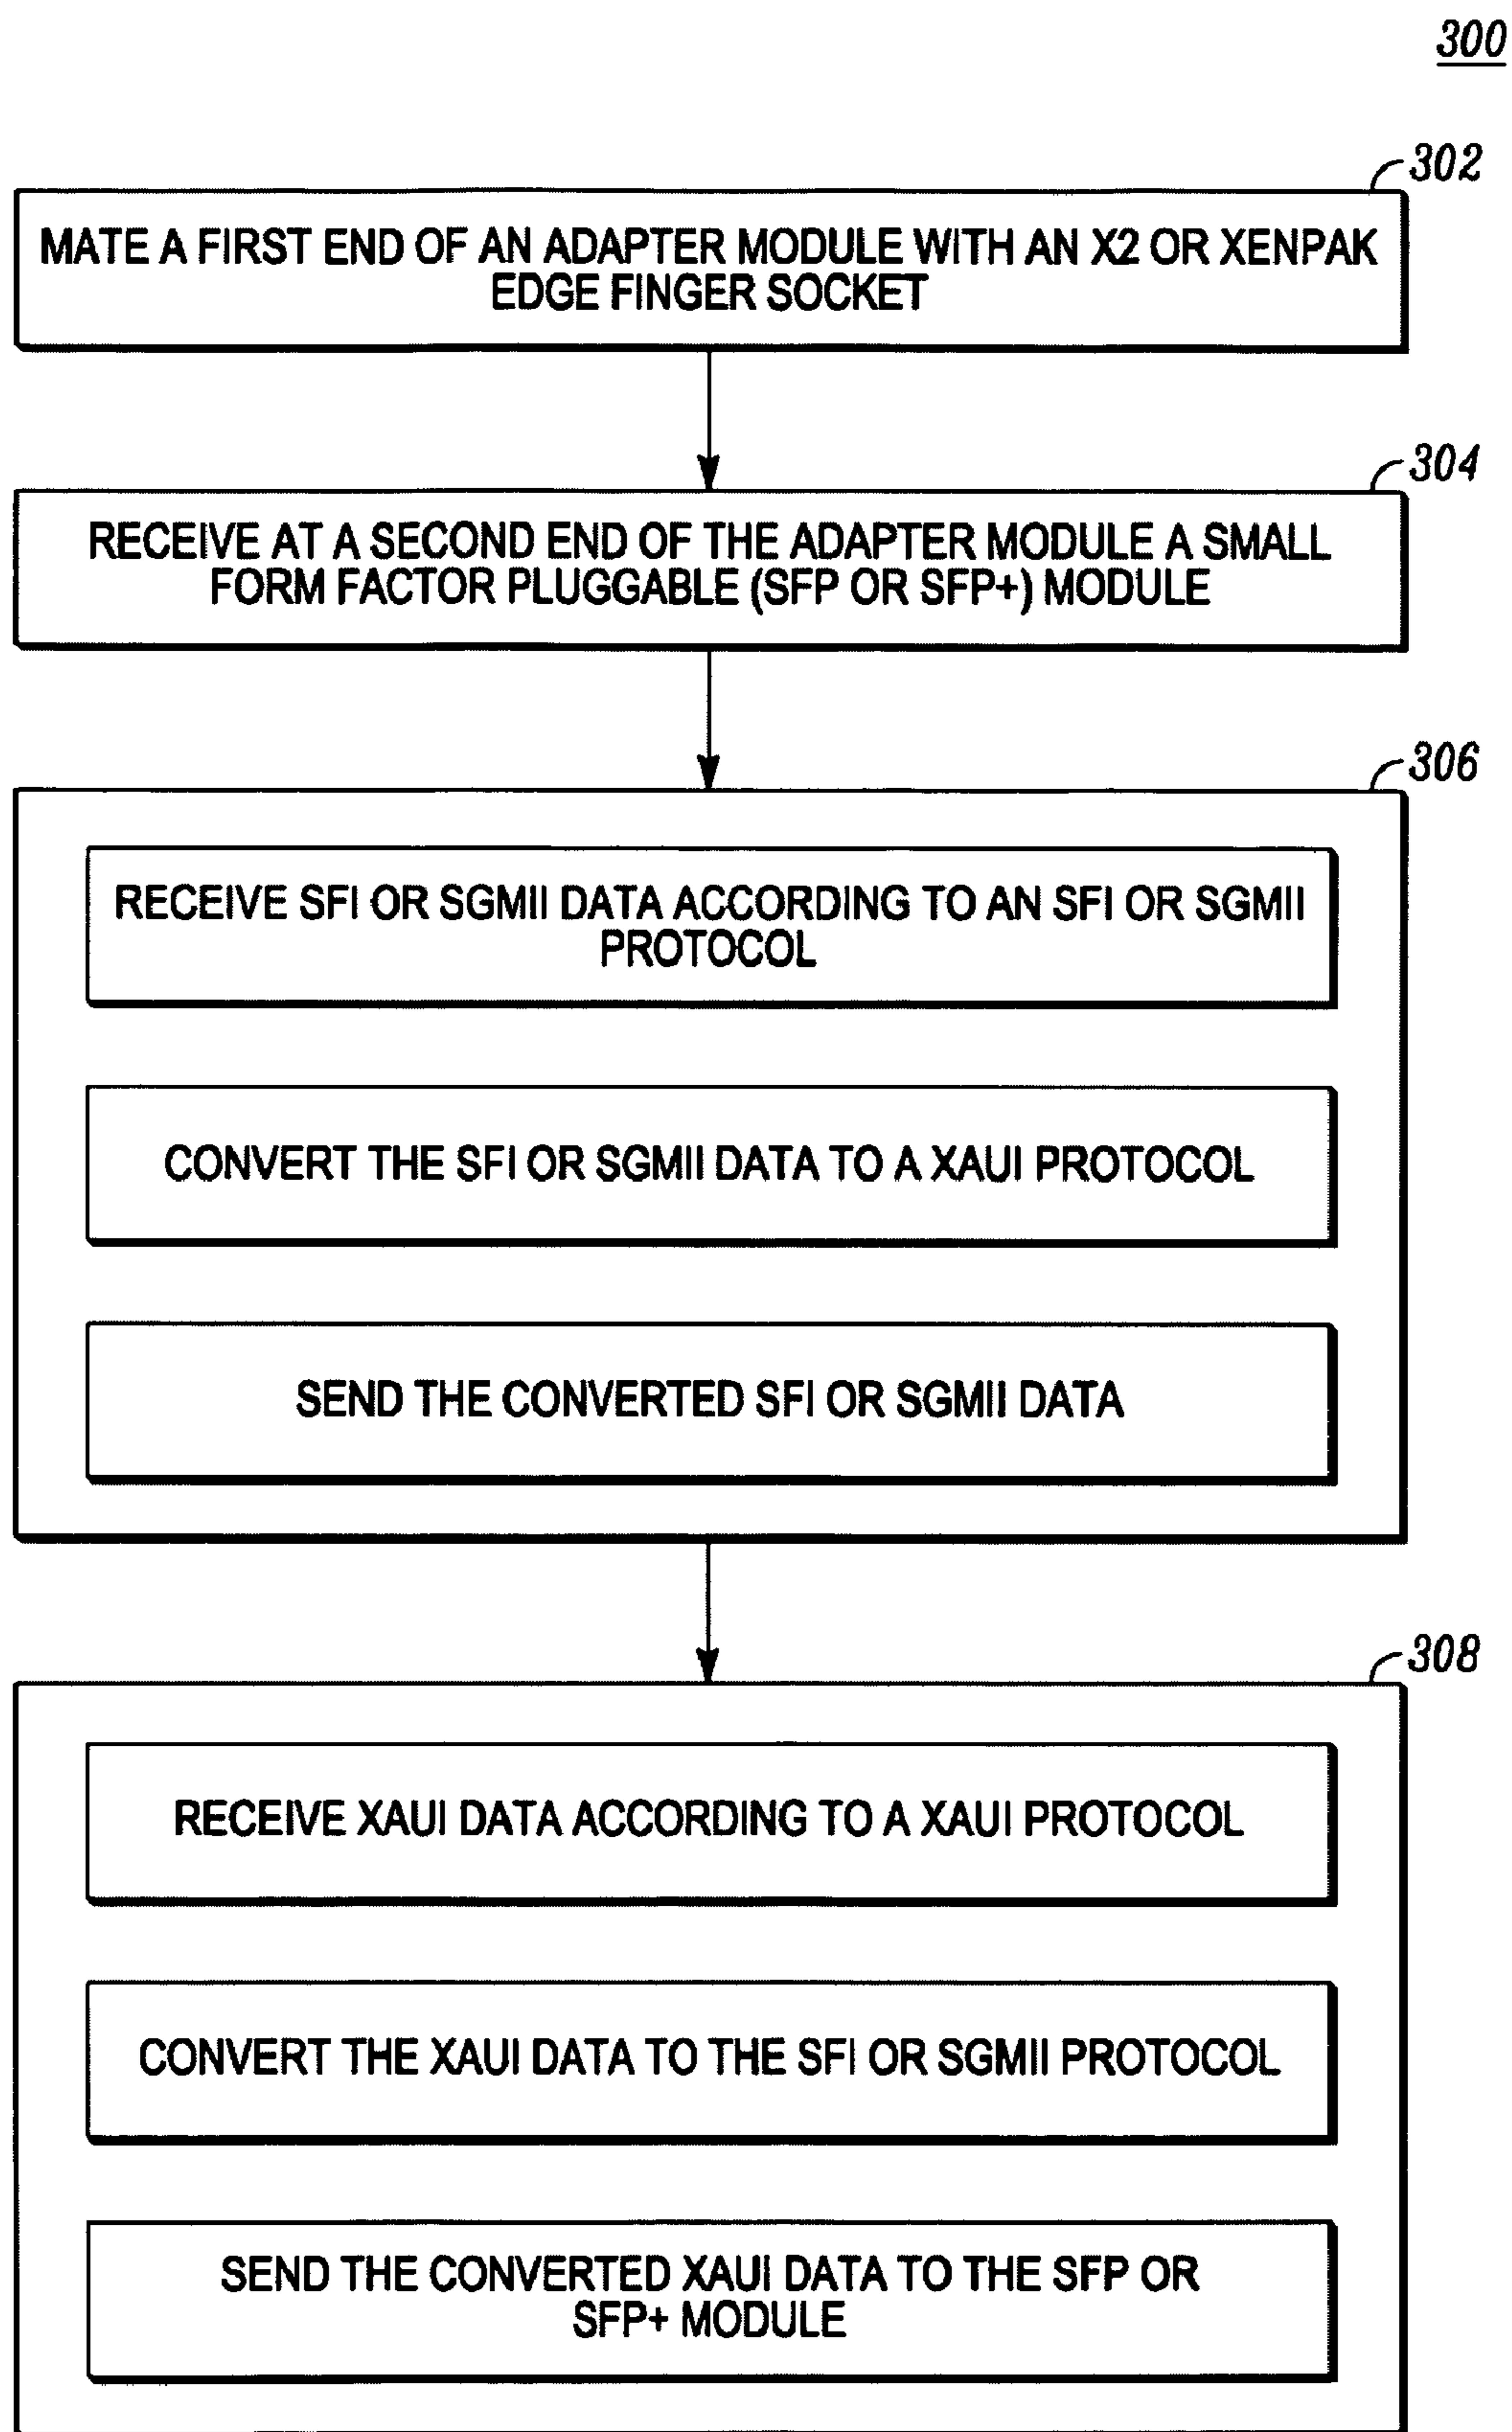 300
302
MATE A FIRST END OF AN ADAPTER MODULE WITH AN X2 OR XENPAK
EDGE FINGER SOCKET
304
RECEIVE AT A SECOND END OF THE ADAPTER MODULE A SMALL
FORM FACTOR PLUGGABLE (SFP OR SFP+) MODULE
306
RECEIVE SFI OR SGMII DATA ACCORDING TO AN SFI OR SGMII
PROTOCOL
CONVERT THE SFI OR SGMII DATA TO A XAUI PROTOCOL
SEND THE CONVERTED SFI OR SGMII DATA
308
RECEIVE XAUI DATA ACCORDING TO A XAUI PROTOCOL
CONVERT THE XAUI DATA TO THE SFI OR SGMII PROTOCOL
SEND THE CONVERTED XAUI DATA TO THE SFP OR
SFP+ MODULE